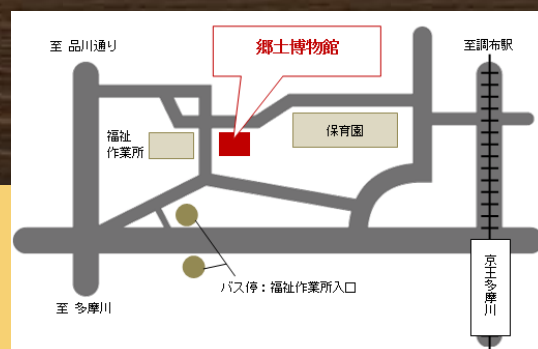 郷土博物館
至 品川通り
至調布駅
福祉
作業所
保育園
バス停：福祉作業所入口
京王多摩川
至 多摩川